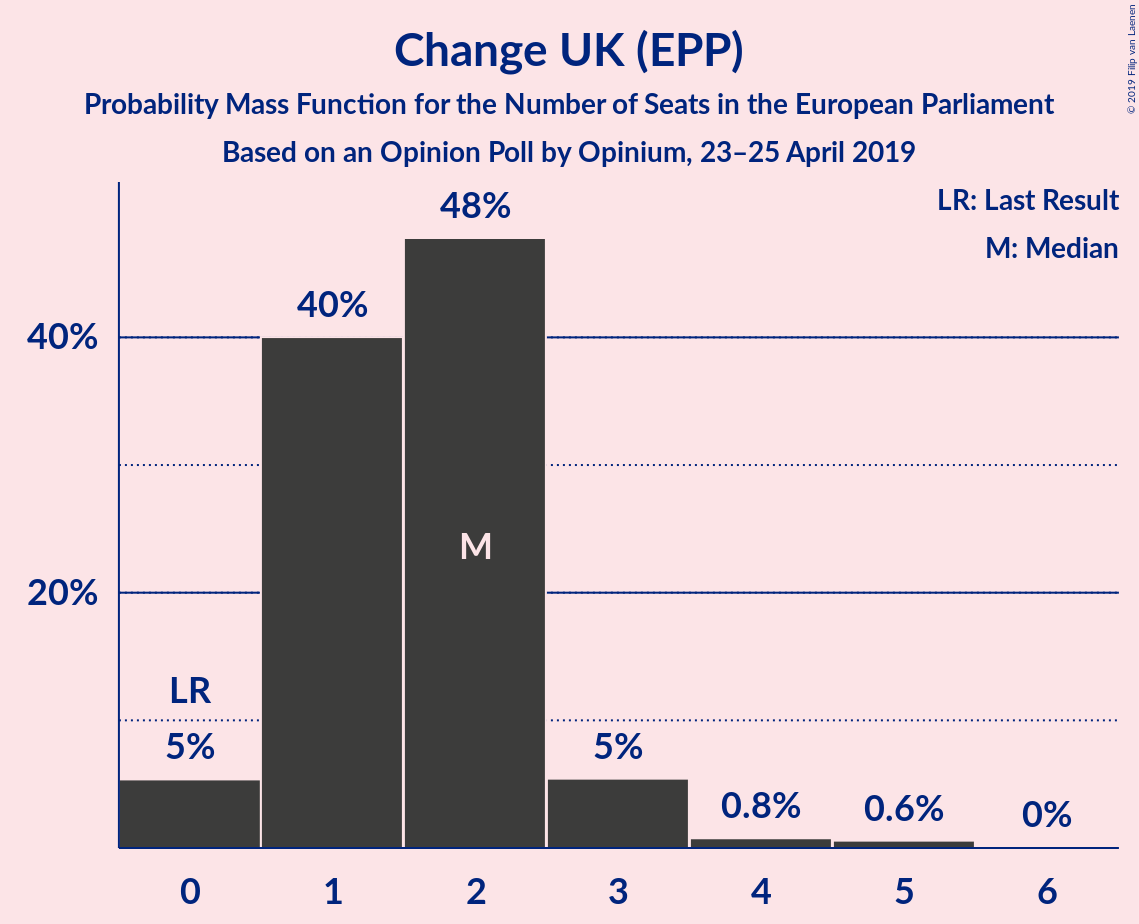 Change UK (EPP)
Probability Mass Function for the Number of Seats in the European Parliament
Based on an Opinion Poll by Opinium, 23–25 April 2019
© 2019 Filip van Laenen
LR: Last Result
M: Median
48%
40%
40%
M
20%
LR
5%
5%
0.8%
0.6%
0%
0 1 2 3 4 5 6